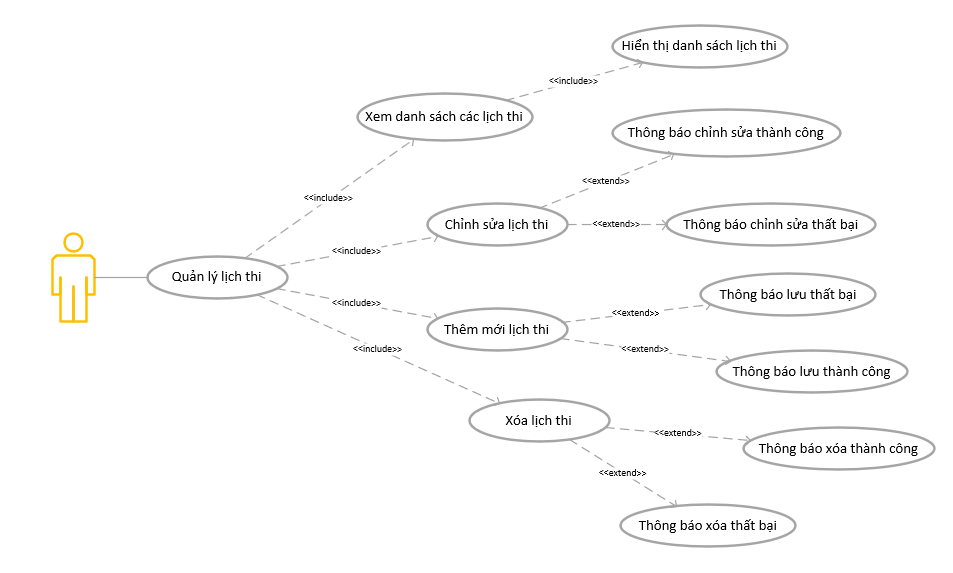 Hiển thị danh sách lịch thi
<<include>>
Xem danh sách các lịch thi
Thông báo chỉnh sửa thành công
<<extend>>
<<include>>
Chỉnh sửa lịch thi
<<extend>>
Thông báo chỉnh sửa thất bại
<<include>>
Quản lý lịch thi
Thông báo lưu thất bại
<<include>>
<<extend>>
Thêm mới lịch thi
<<include>>
<<extend>>
Thông báo lưu thành công
Xóa lịch thi
<<extend>>
Thông báo xóa thành công
<<extend>>
Thông báo xóa thất bại